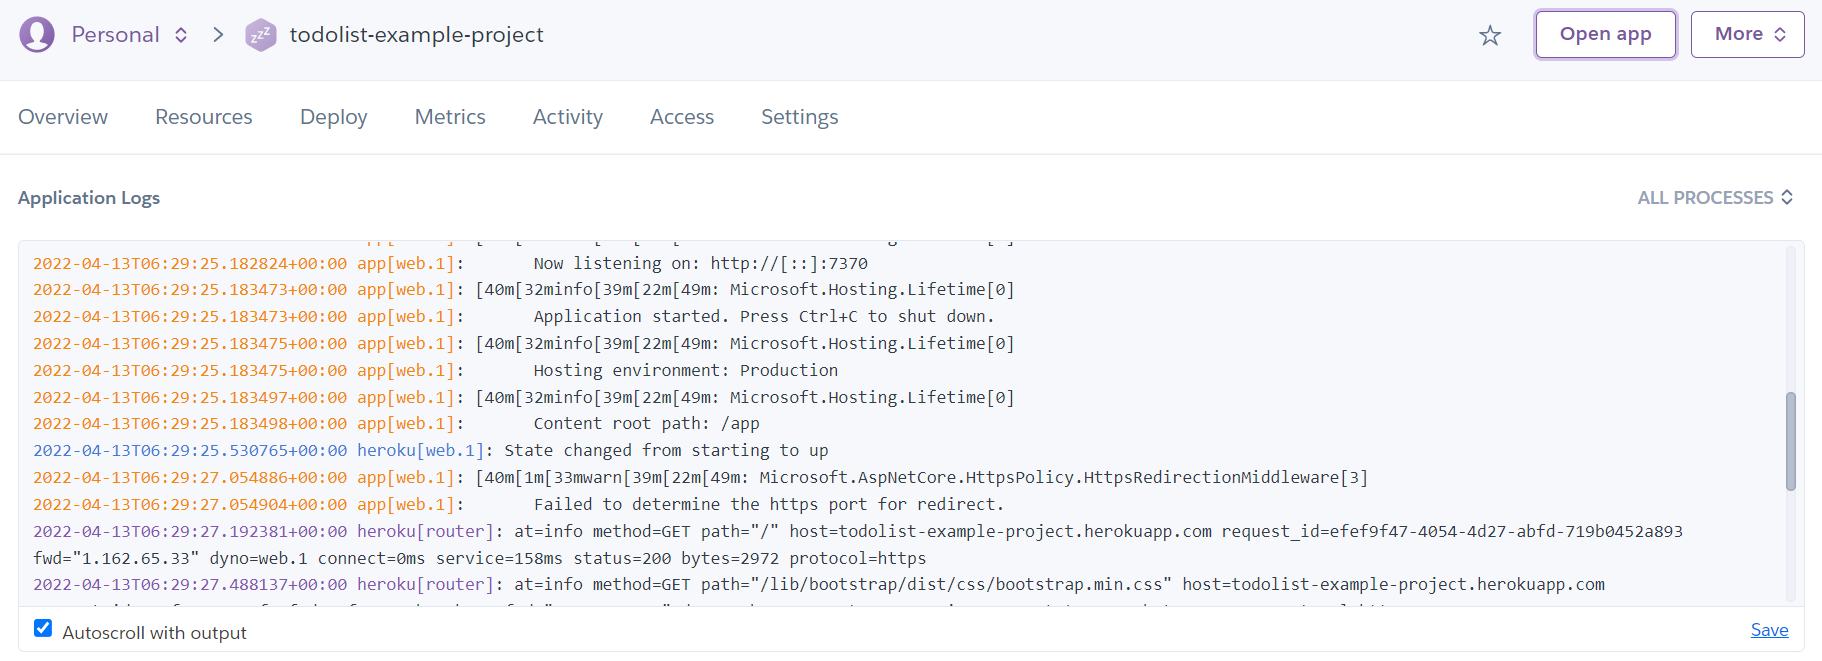 Personal > zzz todolist-example-project Open app More
Overview Resources Deploy Metrics Activity Access Settings
Application Logs ALL PROCESSES
2022-04-13T06:29:25.182824+00:00 app[web.1]:       Now listening on: http://[::]:7370
2022-04-13T06:29:25.183473+00:00 app[web.1]: [40m[32minfo[39m[22m[49m: Microsoft.Hosting.Lifetime[0]
2022-04-13T06:29:25.183473+00:00 app[web.1]:       Application started. Press Ctrl+C to shut down.
2022-04-13T06:29:25.183475+00:00 app[web.1]: [40m[32minfo[39m[22m[49m: Microsoft.Hosting.Lifetime[0]
2022-04-13T06:29:25.183475+00:00 app[web.1]:       Hosting environment: Production
2022-04-13T06:29:25.183497+00:00 app[web.1]: [40m[32minfo[39m[22m[49m: Microsoft.Hosting.Lifetime[0]
2022-04-13T06:29:25.183498+00:00 app[web.1]:       Content root path: /app
2022-04-13T06:29:25.530765+00:00 heroku[web.1]: State changed from starting to up
2022-04-13T06:29:27.054886+00:00 app[web.1]: [40m[1m[33mwarn[39m[22m[49m: Microsoft.AspNetCore.HttpsPolicy.HttpsRedirectionMiddleware[3]
2022-04-13T06:29:27.054904+00:00 app[web.1]:       Failed to determine the https port for redirect.
2022-04-13T06:29:27.192381+00:00 heroku[router]: at=info method=GET path="/" host=todolist-example-project.herokuapp.com request_id=efef9f47-4054-4d27-abfd-719b0452a893
fwd="1.162.65.33" dyno=web.1 connect=0ms service=158ms status=200 bytes=2972 protocol=https
2022-04-13T06:29:27.488137+00:00 heroku[router]: at=info method=GET path="/lib/bootstrap/dist/css/bootstrap.min.css" host=todolist-example-project.herokuapp.com
Autoscroll with output Save